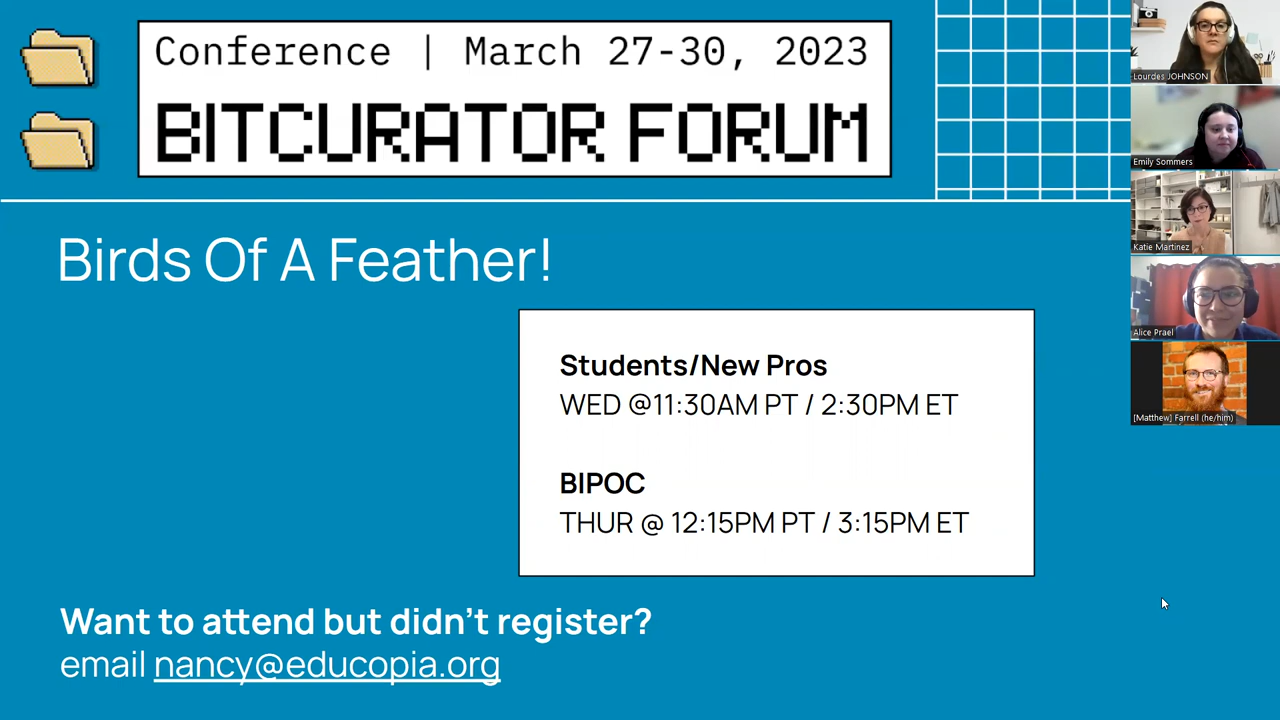 Conference | March 27-30, 2023
BITCURATOR FORUM
Birds Of A Feather!
Students/New Pros
WED @11:30AM PT / 2:30PM ET
BIPOC
THUR @ 12:15PM PT / 3:15PM ET
Want to attend but didn't register?
email nancy@educopia.org
Lourdes JOHNSON
Emily Sommers
Katie Martinez
Alice Prael
[Matthew] Farrell (he/him)